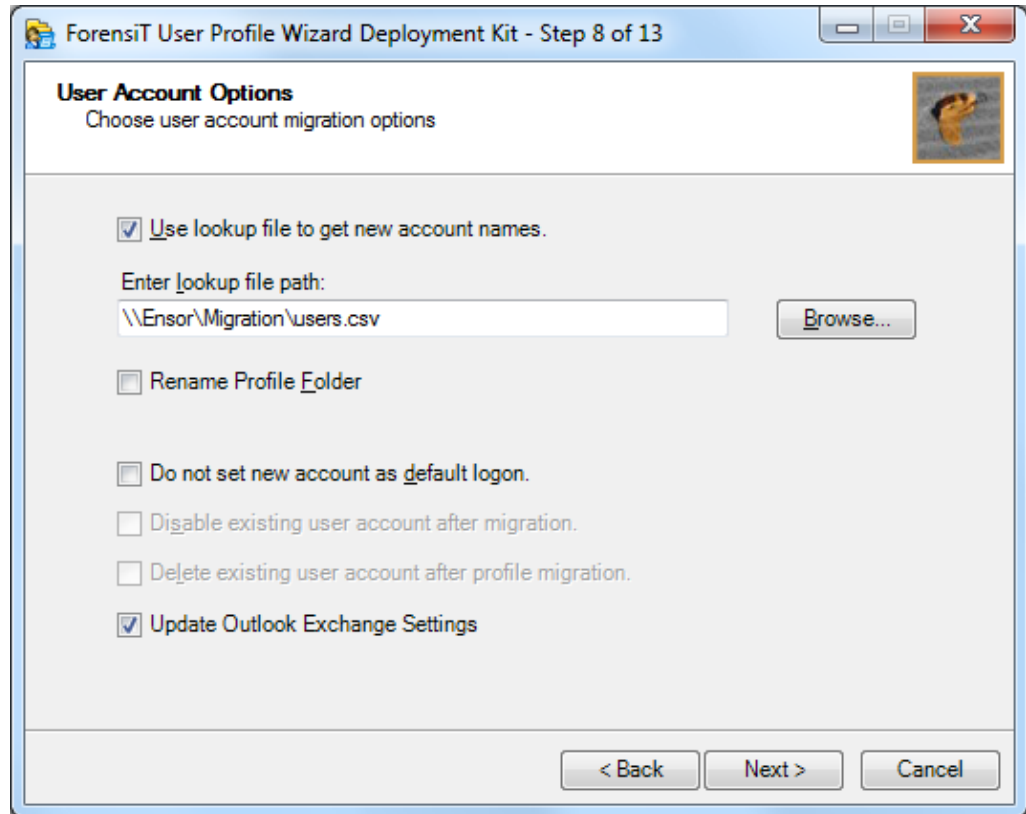 ForensiT User Profile Wizard Deployment Kit - Step 8 of 13
User Account Options
Choose user account migration options
Use lookup file to get new account names.
Enter lookup file path:
\\Ensor\Migration\users.csv
Browse...
Rename Profile Folder
Do not set new account as default logon.
Disable existing user account after migration.
Delete existing user account after profile migration.
Update Outlook Exchange Settings
< Back
Next >
Cancel